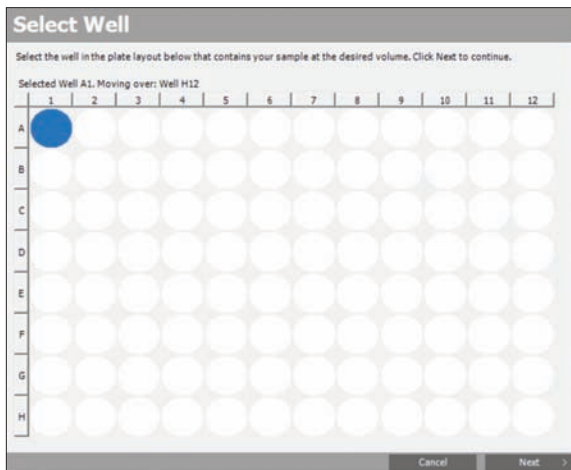 Select Well
Select the well in the plate layout below that contains your sample at the desired volume. Click Next to continue.
Selected Well A1. Moving over: Well H12
1 2 3 4 5 6 7 8 9 10 11 12
A
B
C
D
E
F
G
H
Cancel Next >